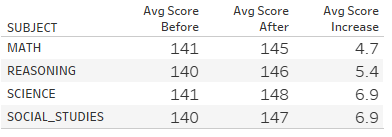 SUBJECT Avg Score Before Avg Score After Avg Score Increase
MATH 141 145 4.7
REASONING 140 146 5.4
SCIENCE 141 148 6.9
SOCIAL_STUDIES 140 147 6.9